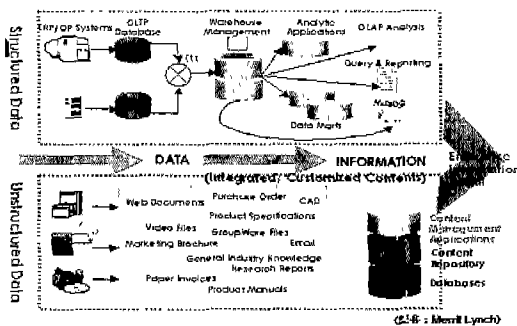 Structured Data
ERP/OP Systems
OLTP
Database
Warehouse
Management
Analytic
Applications
OLAP Analysis
Query & Reporting
Data Marts
DATA
INFORMATION
(Integrated, Customized Contents)
Unstructured Data
Web Documents
Purchase Order
CAD
Product Specifications
Video Files
GroupWare Files
Marketing Brochure
Email
General Industry Knowledge
Research Reports
Paper Invoices
Product Manuals
Content
Management
Applications
Content
Repository
Databases
Merrill Lynch)